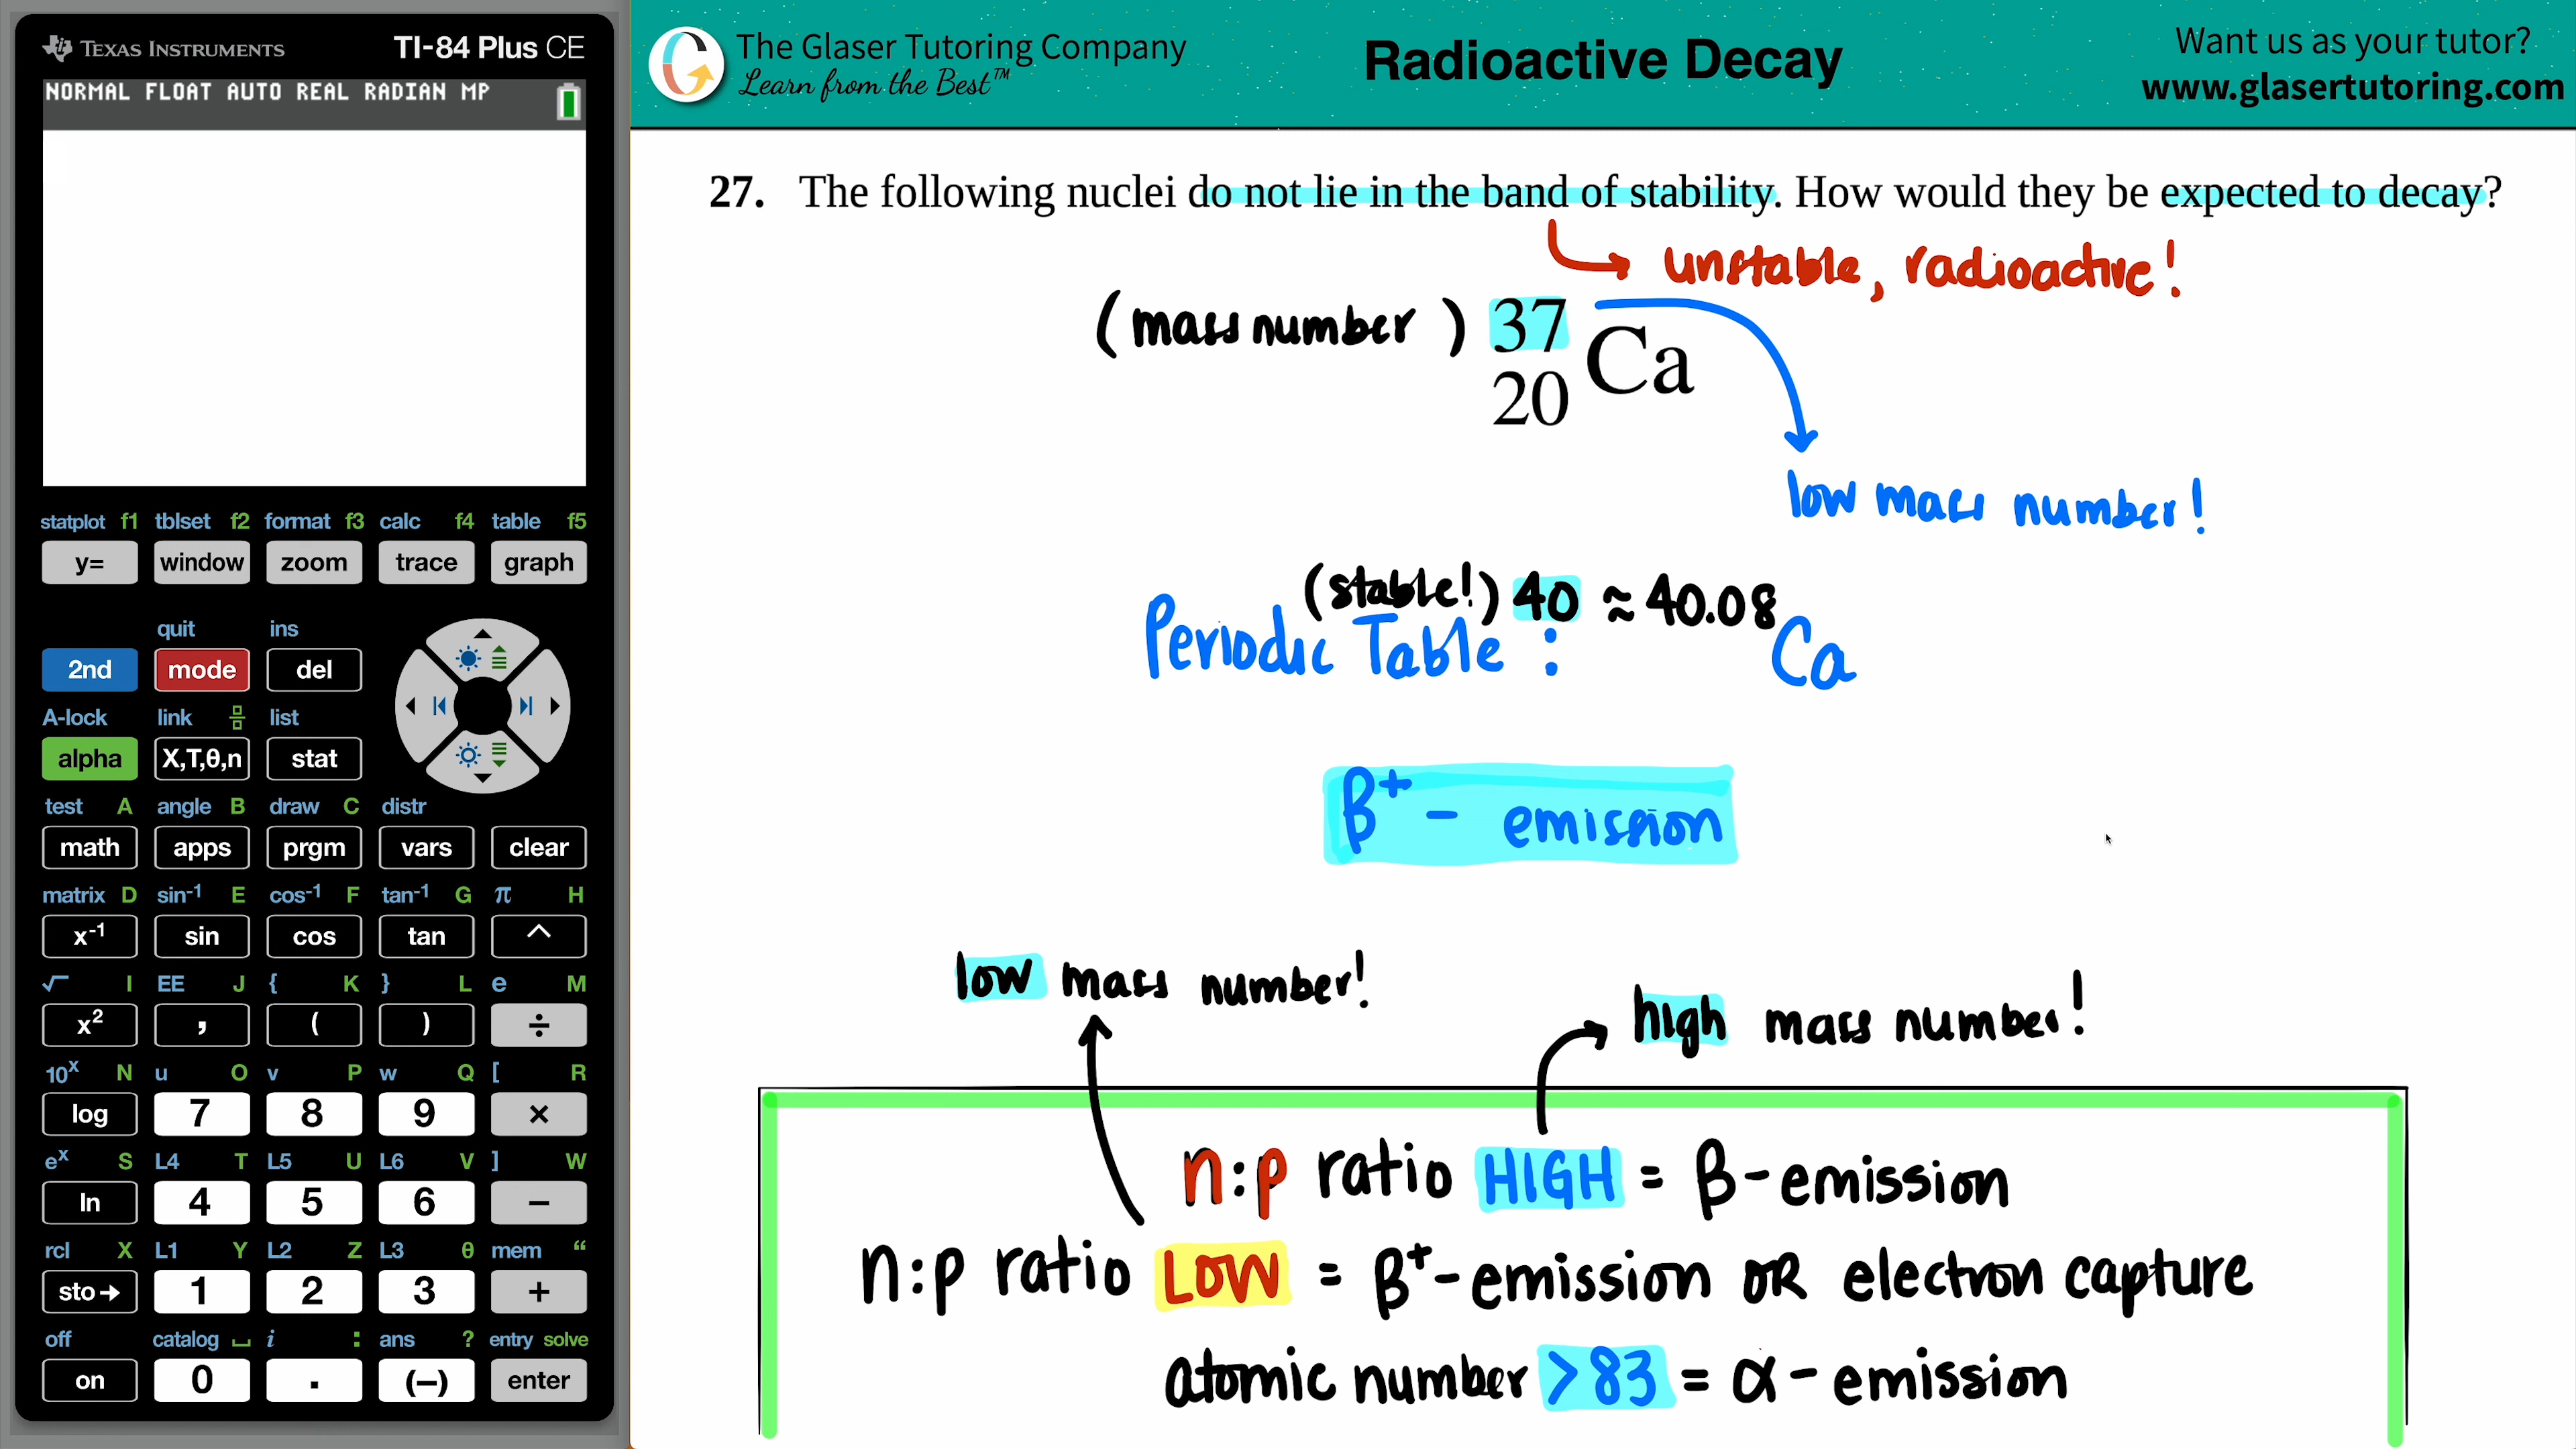 TEXAS INSTRUMENTS TI-84 Plus CE
NORMAL FLOAT AUTO REAL RADIAN MP
statplot f1 tblset f2 format f3 calc f4 table f5
y= window zoom trace graph
quit ins
2nd mode del
A-lock link list
alpha X,T,θ,n stat
test A angle B draw C distr
math apps prgm vars clear
matrix D sin⁻¹ E cos⁻¹ F tan⁻¹ G π H
x⁻¹ sin cos tan ^
√ I EE J { K } L e M
x² , ( ) ÷
10ˣ N u O v P w Q [ R
log 7 8 9 ×
eˣ S L4 T L5 U L6 V ] W
ln 4 5 6 −
rcl X L1 Y L2 Z L3 θ mem “
sto→ 1 2 3 +
off catalog ⎵ i : ans ? entry solve
on 0 . (–) enter
The Glaser Tutoring Company
Learn from the Best™
Radioactive Decay
Want us as your tutor?
www.glasertutoring.com
27. The following nuclei do not lie in the band of stability. How would they be expected to decay?
unstable, radioactive!
(mass number) 37
20 Ca
low mass number!
(stable!) 40 ≈ 40.08
Periodic Table : Ca
β⁺ - emission
low mass number!
high mass number!
n:p ratio HIGH = β-emission
n:p ratio LOW = β⁺-emission OR electron capture
atomic number >83 = α-emission